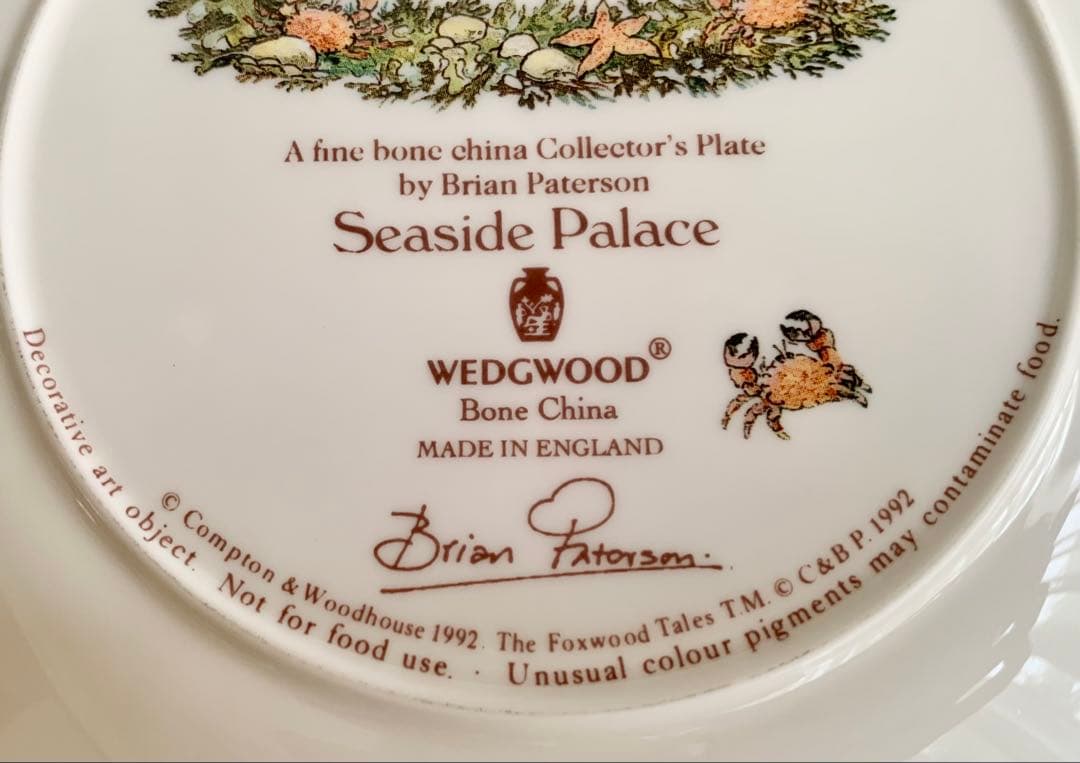 A fine bone china Collector's Plate
by Brian Paterson
Seaside Palace
WEDGWOOD®
Bone China
MADE IN ENGLAND
Brian Paterson.
© Compton & Woodhouse 1992. The Foxwood Tales T.M. © C&B P. 1992
Decorative art object. Not for food use. · Unusual colour pigments may contaminate food.